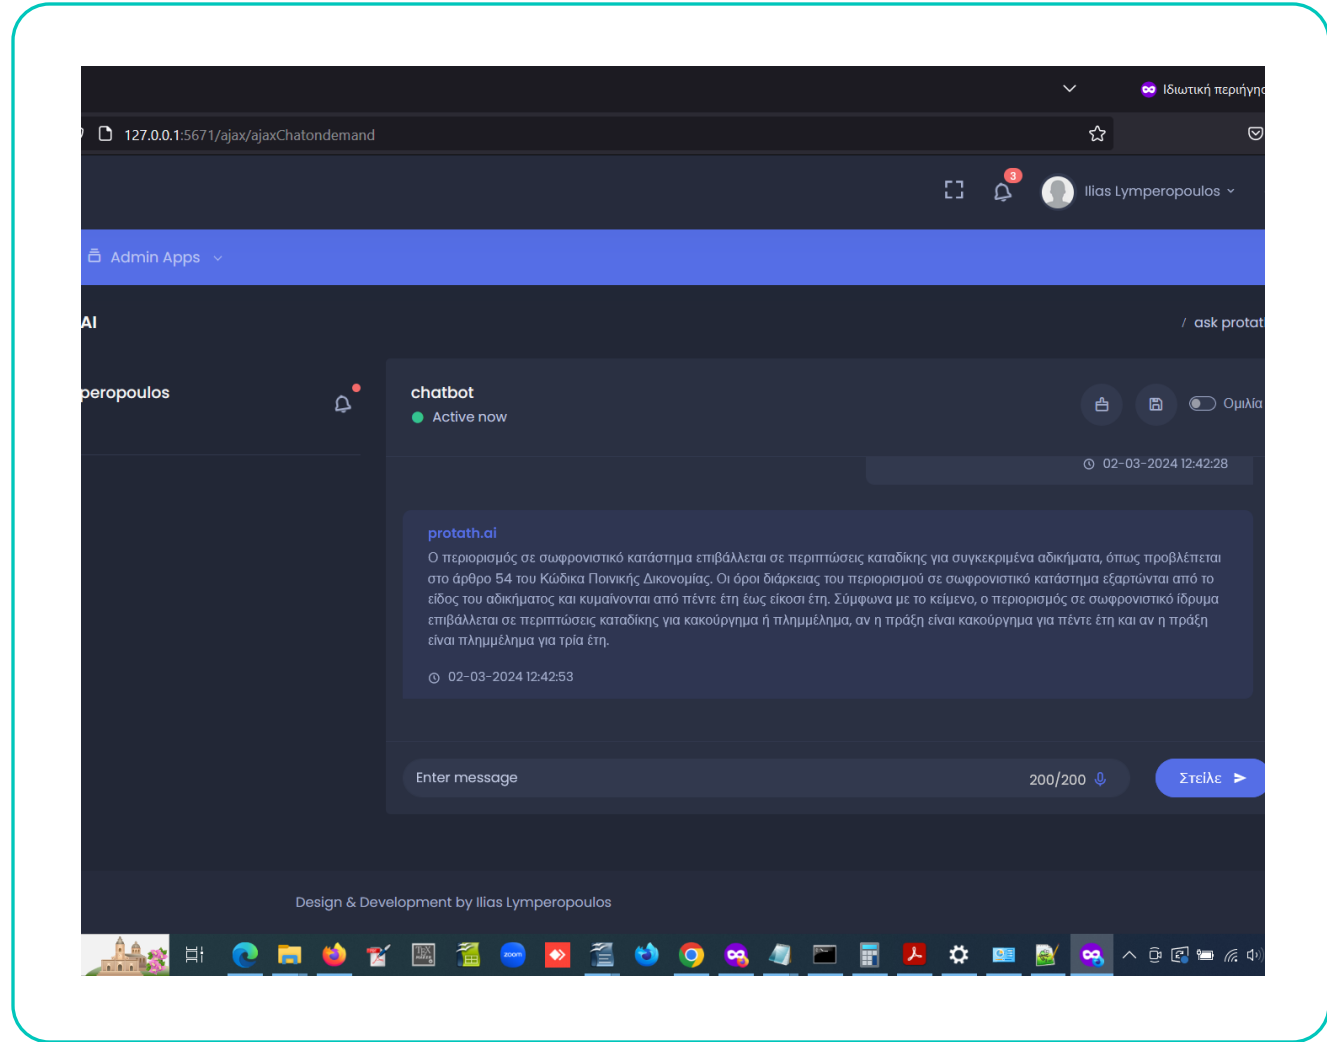 Ιδιωτική περιήγησ
127.0.0.1:5671/ajax/ajaxChatondemand
3
Ilias Lymperopoulos
Admin Apps
AI
/ ask protat
peropoulos
chatbot
Active now
Ομιλία
02-03-2024 12:42:28
protath.ai
Ο περιορισμός σε σωφρονιστικό κατάστημα επιβάλλεται σε περιπτώσεις καταδίκης για συγκεκριμένα αδικήματα, όπως προβλέπεται
στο άρθρο 54 του Κώδικα Ποινικής Δικονομίας. Οι όροι διάρκειας του περιορισμού σε σωφρονιστικό κατάστημα εξαρτώνται από το
είδος του αδικήματος και κυμαίνονται από πέντε έτη έως είκοσι έτη. Σύμφωνα με το κείμενο, ο περιορισμός σε σωφρονιστικό ίδρυμα
επιβάλλεται σε περιπτώσεις καταδίκης για κακούργημα ή πλημμέλημα, αν η πράξη είναι κακούργημα για πέντε έτη και αν η πράξη
είναι πλημμέλημα για τρία έτη.
02-03-2024 12:42:53
Enter message
200/200
Στείλε
Design & Development by Ilias Lymperopoulos
zoom